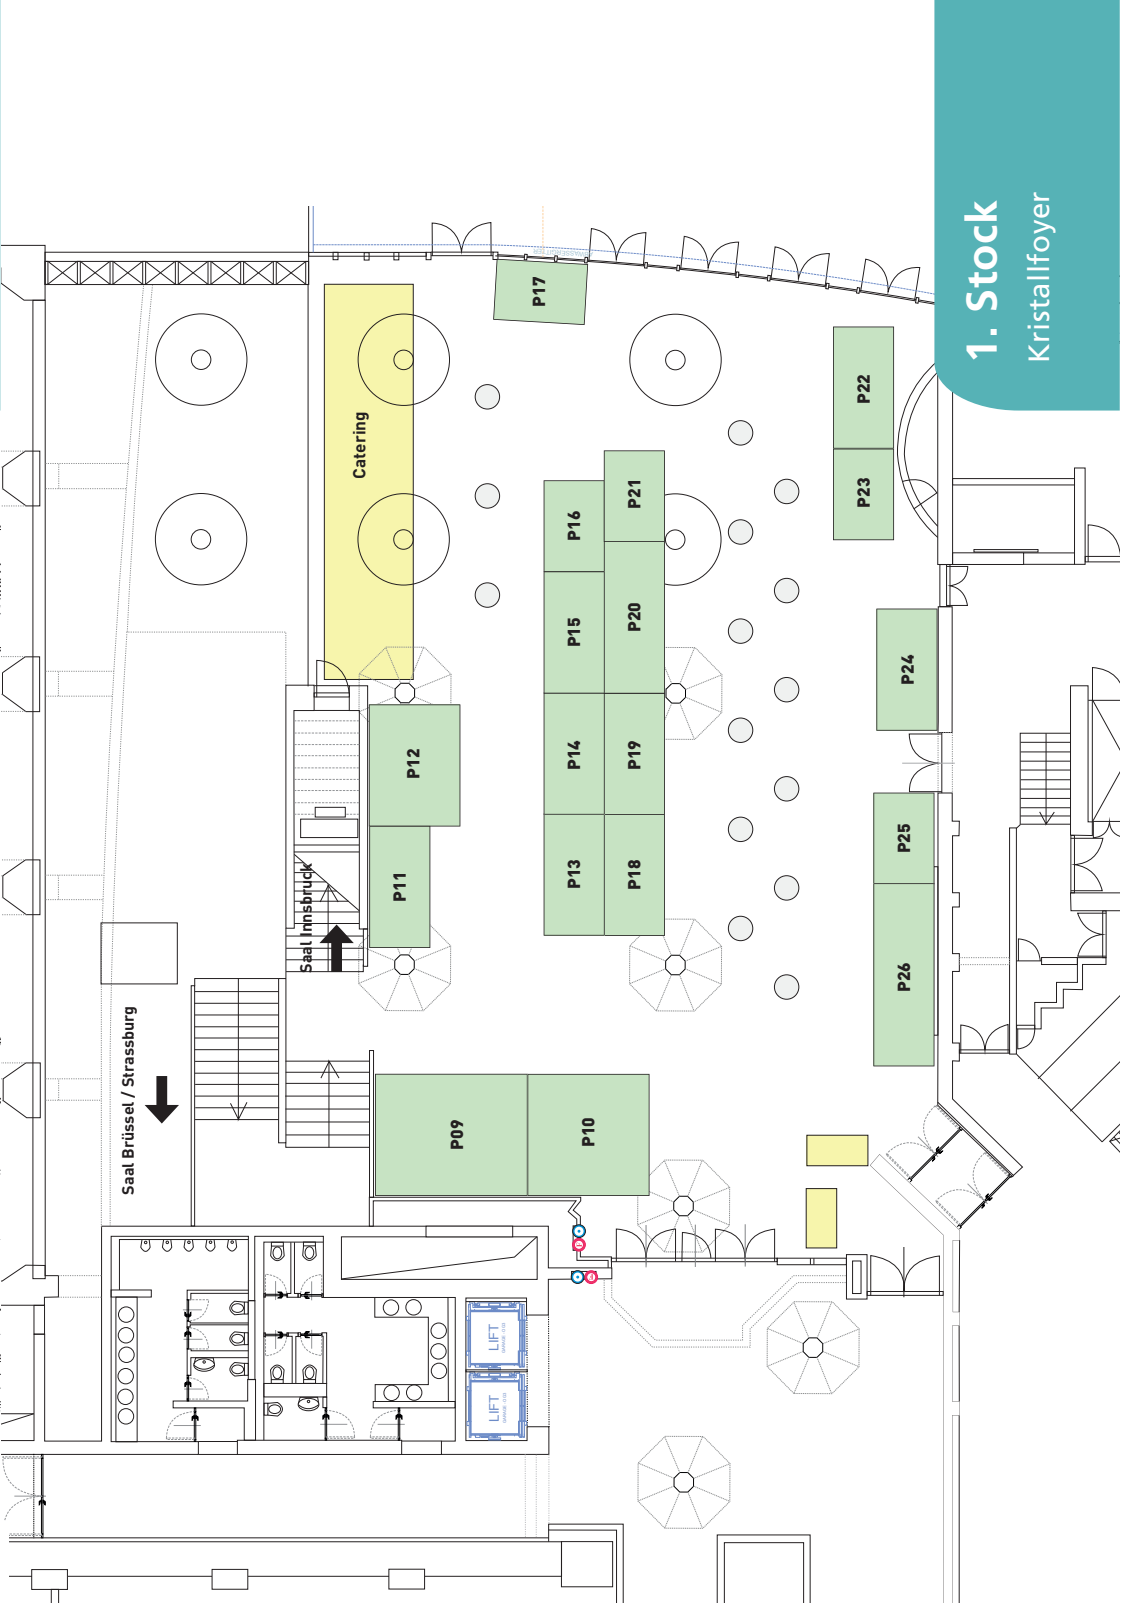 1. Stock
Kristallfoyer
P17
P22
P23
Catering
P21
P16
P20
P15
P24
P12
P14
P19
P25
P11
P13
P18
Saal Innsbruck
P26
Saal Brüssel / Strassburg
P09
P10
LIFT
LIFT